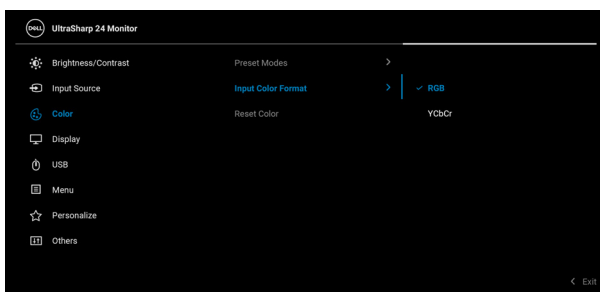 DELL UltraSharp 24 Monitor
Brightness/Contrast Preset Modes >
Input Source Input Color Format > ✓ RGB
Color Reset Color YCbCr
Display
USB
Menu
Personalize
Others
< Exit